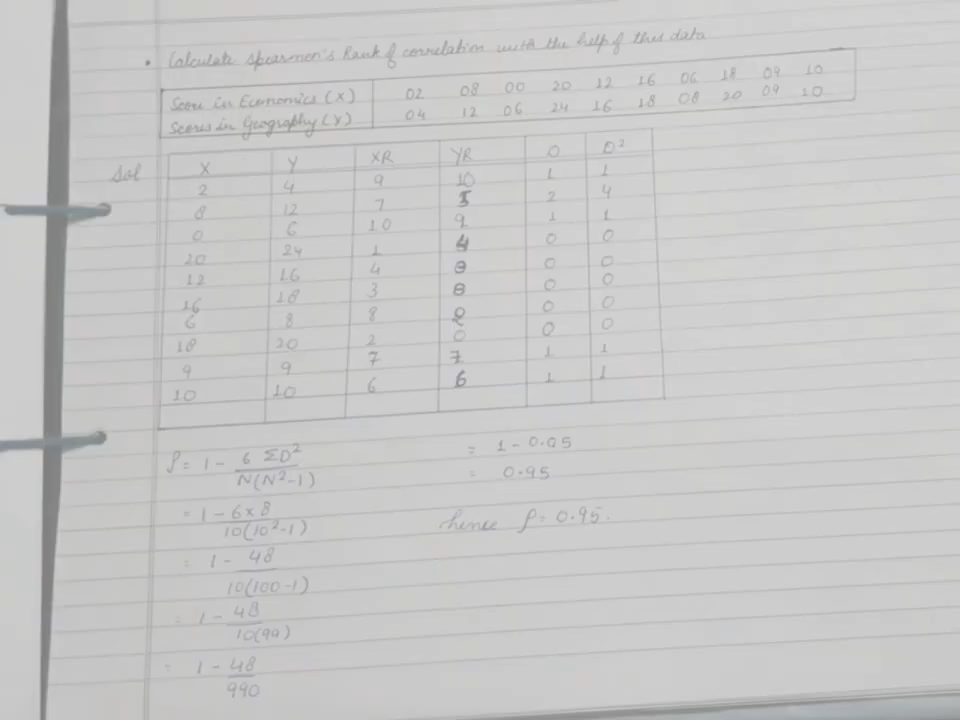 • Calculate Spearmen's Rank of correlation with the help of this data
Score in Economics (X) 02 08 00 20 12 16 06 18 09 10
Scores in Geography (Y) 04 12 06 24 16 18 08 20 09 10
Sol X Y XR YR D D²
2 4 9 10 1 1
8 12 7 5 2 4
0 6 10 9 1 1
20 24 1 0 0
12 16 4 0 0
16 18 3 0 0
6 8 8 0 0
18 20 2 0 0
9 9 7 7 1 1
10 10 6 6 1 1
ρ = 1 - 6 ΣD² / N(N²-1)
= 1 - 6 x 8 / 10(10²-1)
= 1 - 48 / 10(100-1)
= 1 - 48 / 10(99)
= 1 - 48 / 990
= 1 - 0.05
= 0.95
hence ρ = 0.95.